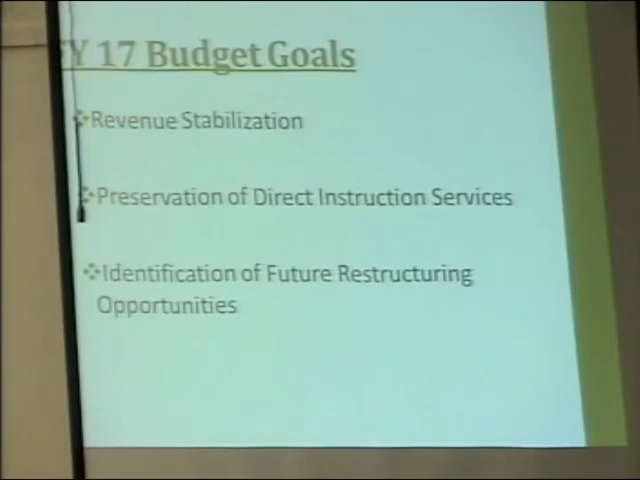 FY 17 Budget Goals
Revenue Stabilization
Preservation of Direct Instruction Services
Identification of Future Restructuring
Opportunities